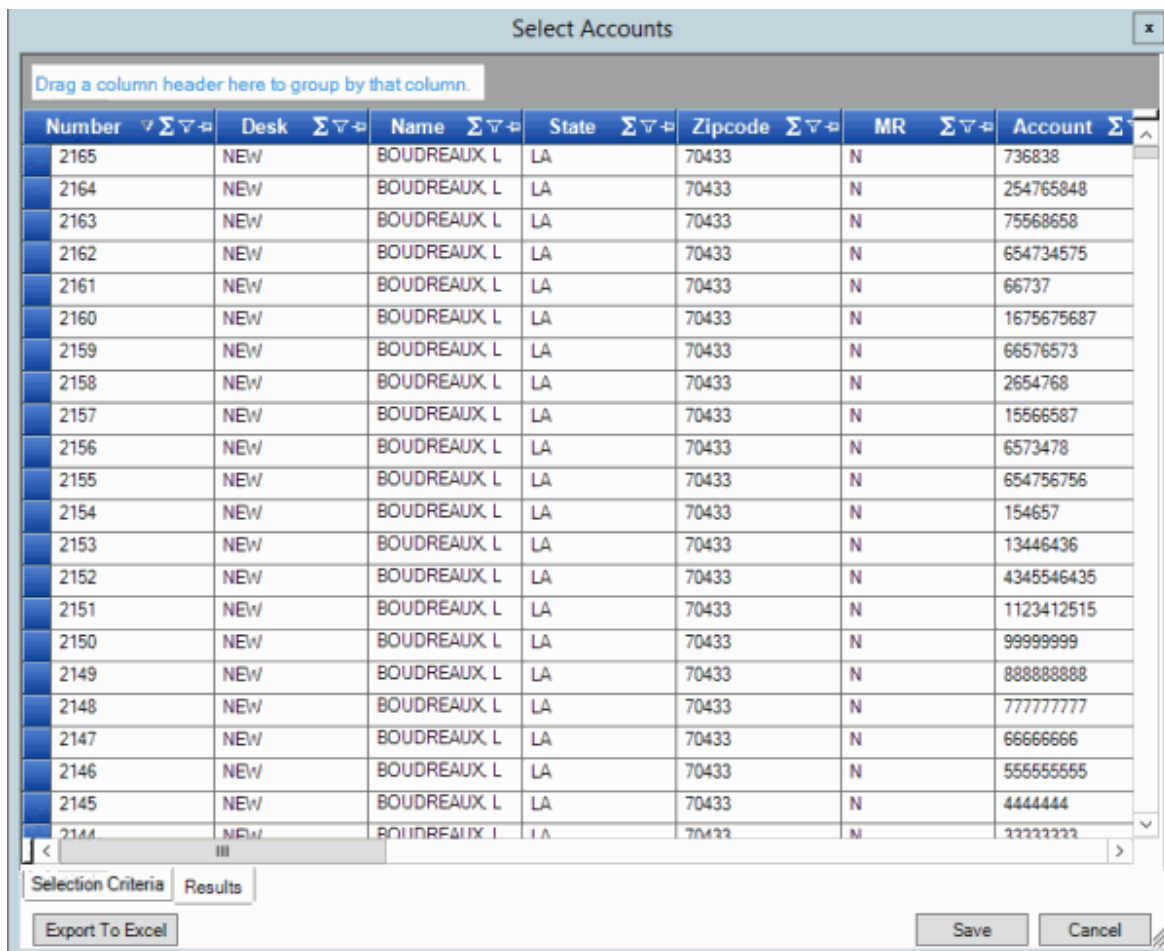 Select Accounts
x
Drag a column header here to group by that column.
Number Σ Desk Σ Name Σ State Σ Zipcode Σ MR Σ Account Σ
2165 NEW BOUDREAUX, L LA 70433 N 736838
2164 NEW BOUDREAUX, L LA 70433 N 254765848
2163 NEW BOUDREAUX, L LA 70433 N 75568658
2162 NEW BOUDREAUX, L LA 70433 N 654734575
2161 NEW BOUDREAUX, L LA 70433 N 66737
2160 NEW BOUDREAUX, L LA 70433 N 1675675687
2159 NEW BOUDREAUX, L LA 70433 N 66576573
2158 NEW BOUDREAUX, L LA 70433 N 2654768
2157 NEW BOUDREAUX, L LA 70433 N 15566587
2156 NEW BOUDREAUX, L LA 70433 N 6573478
2155 NEW BOUDREAUX, L LA 70433 N 654756756
2154 NEW BOUDREAUX, L LA 70433 N 154657
2153 NEW BOUDREAUX, L LA 70433 N 13446436
2152 NEW BOUDREAUX, L LA 70433 N 4345546435
2151 NEW BOUDREAUX, L LA 70433 N 1123412515
2150 NEW BOUDREAUX, L LA 70433 N 99999999
2149 NEW BOUDREAUX, L LA 70433 N 888888888
2148 NEW BOUDREAUX, L LA 70433 N 777777777
2147 NEW BOUDREAUX, L LA 70433 N 66666666
2146 NEW BOUDREAUX, L LA 70433 N 555555555
2145 NEW BOUDREAUX, L LA 70433 N 4444444
2144 NEW BOUDREAUX, L LA 70433 N 33333333
Selection Criteria Results
Export To Excel Save Cancel